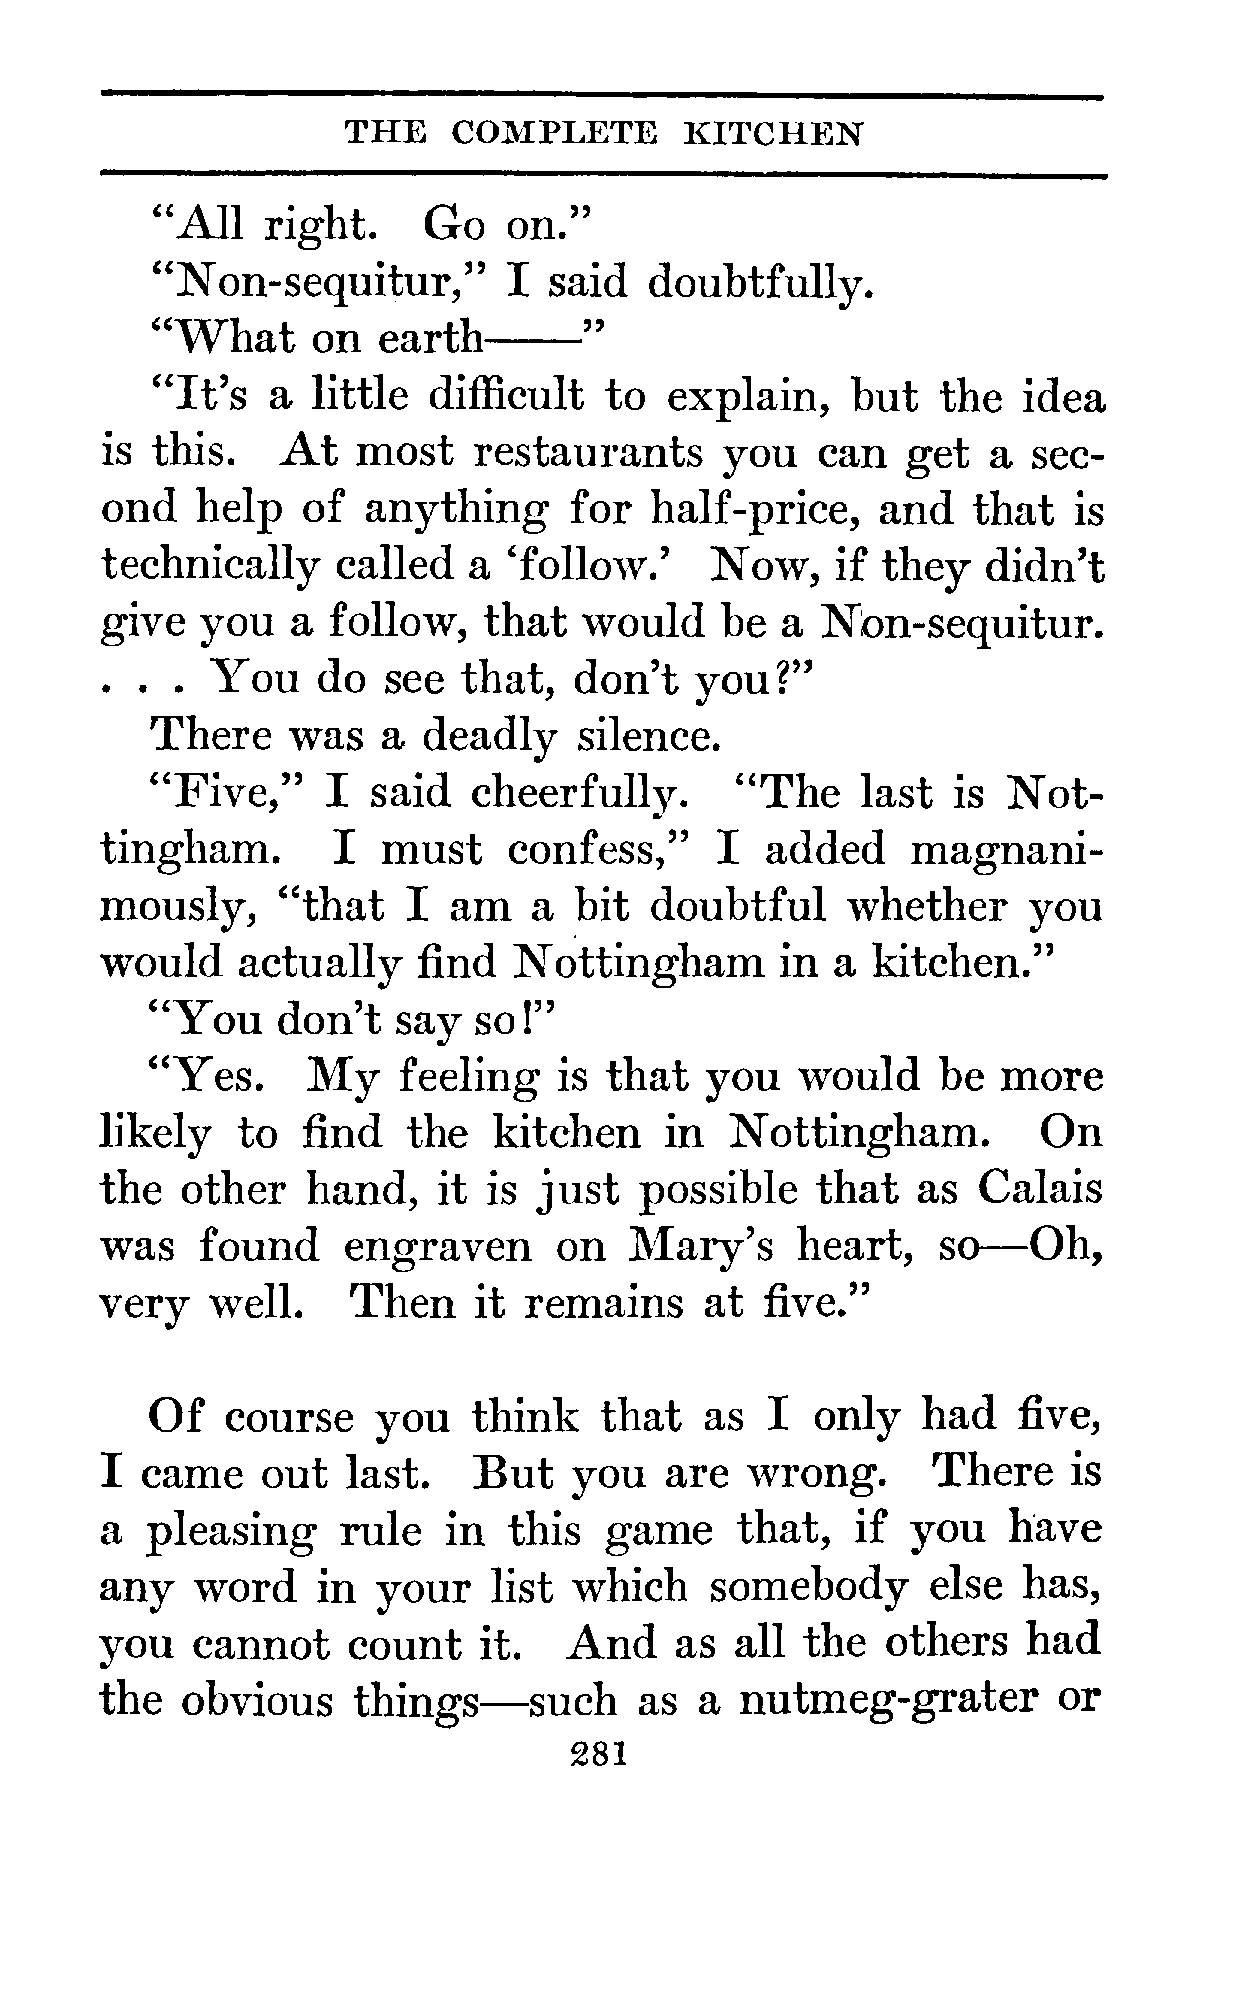 THE COMPLETE KITCHEN
“All right. Go on.”
“Non-sequitur,” I said doubtfully.
“What on earth——”
“It’s a little difficult to explain, but the idea
is this. At most restaurants you can get a sec-
ond help of anything for half-price, and that is
technically called a ‘follow.’ Now, if they didn’t
give you a follow, that would be a Non-sequitur.
. . . You do see that, don’t you?”
There was a deadly silence.
“Five,” I said cheerfully. “The last is Not-
tingham. I must confess,” I added magnani-
mously, “that I am a bit doubtful whether you
would actually find Nottingham in a kitchen.”
“You don’t say so!”
“Yes. My feeling is that you would be more
likely to find the kitchen in Nottingham. On
the other hand, it is just possible that as Calais
was found engraven on Mary’s heart, so—Oh,
very well. Then it remains at five.”
Of course you think that as I only had five,
I came out last. But you are wrong. There is
a pleasing rule in this game that, if you have
any word in your list which somebody else has,
you cannot count it. And as all the others had
the obvious things—such as a nutmeg-grater or
281